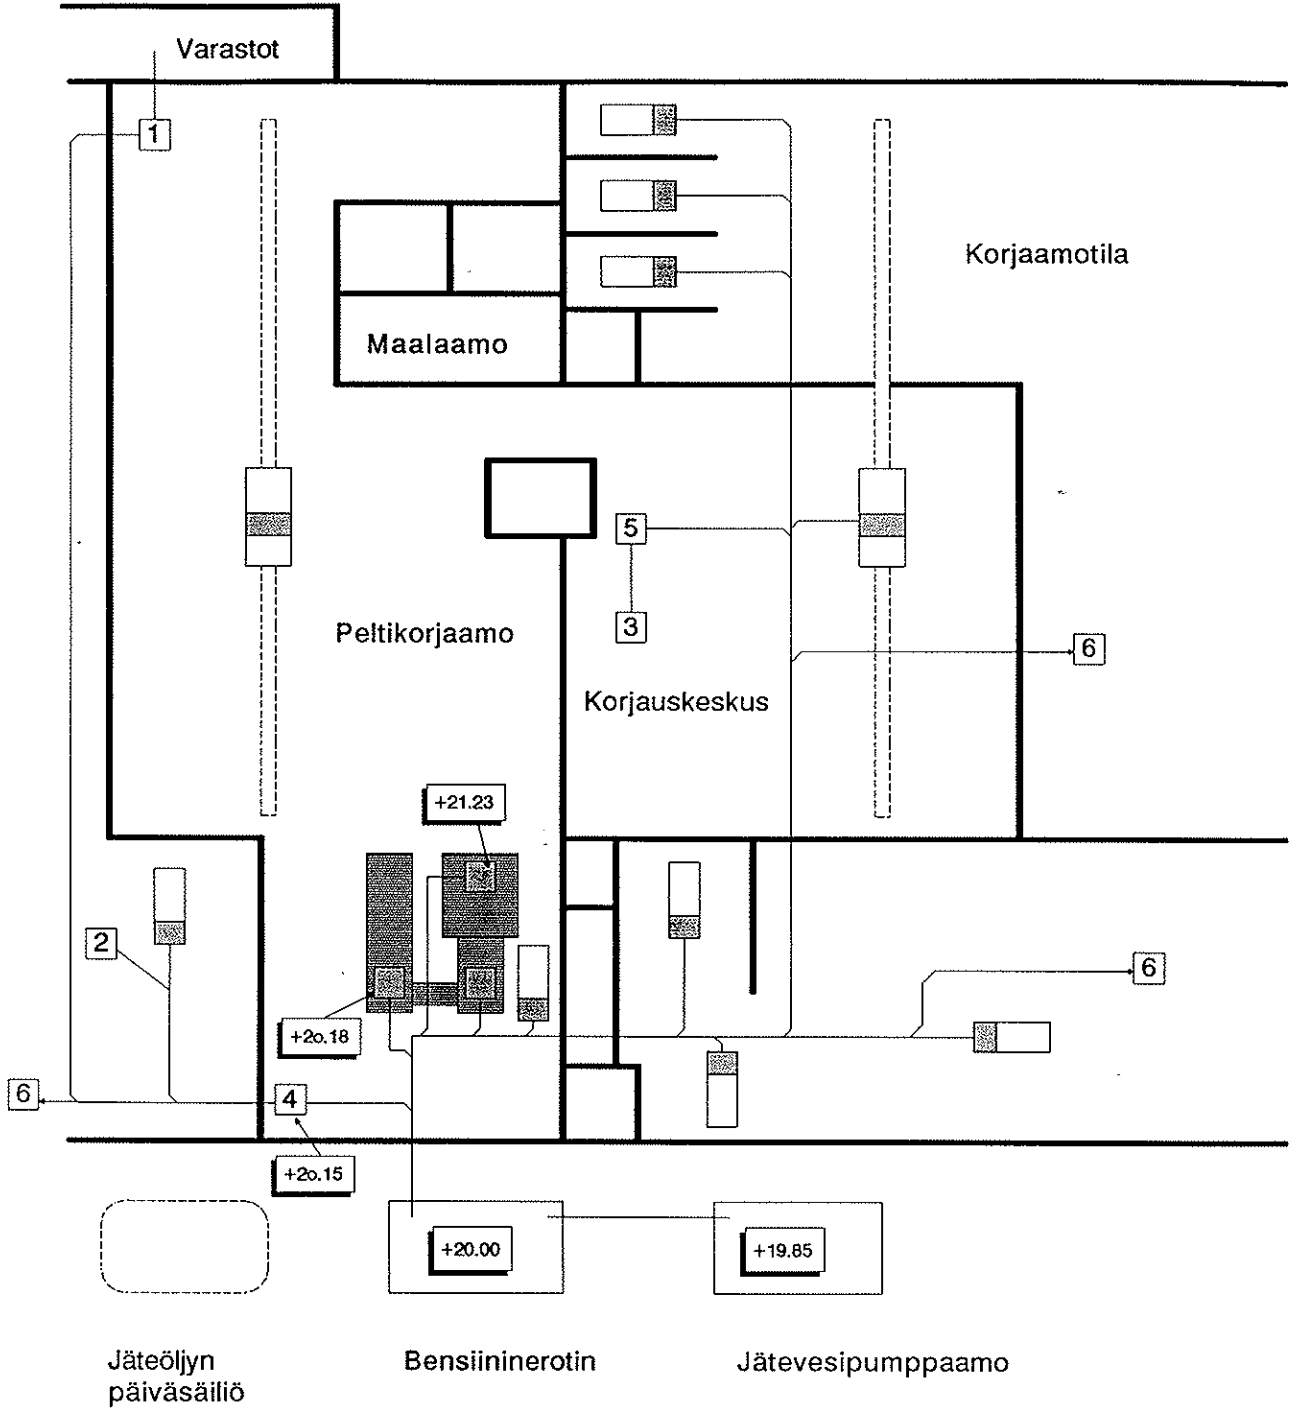 Varastot
1
Korjaamotila
Maalaamo
5
3
Peltikorjaamo
6
Korjauskeskus
+21.23
2
6
+2o.18
6
4
+2o.15
+20.00
+19.85
Jäteöljyn
päiväsäiliö
Bensiininerotin
Jätevesipumppaamo